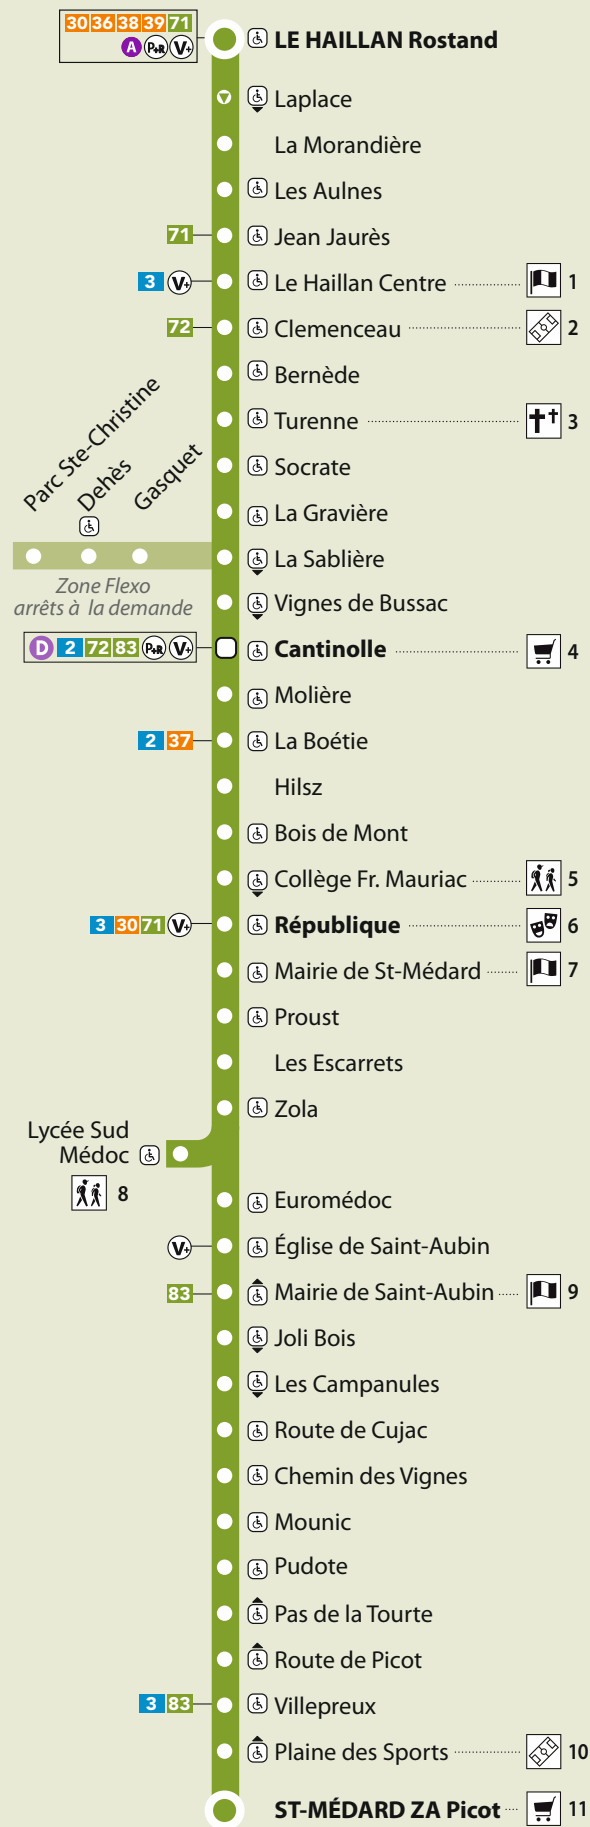 30 36 38 39 71
A P+R V+
LE HAILLAN Rostand
Laplace
La Morandière
Les Aulnes
71 Jean Jaurès
3 V+ Le Haillan Centre 1
72 Clemenceau 2
Bernède
Turenne 3
Socrate
La Gravière
Parc Ste-Christine
Dehès
Gasquet
La Sablière
Zone Flexo
arrêts à la demande
Vignes de Bussac
D 2 72 83 P+R V+ Cantinolle 4
Molière
2 37 La Boétie
Hilsz
Bois de Mont
Collège Fr. Mauriac 5
3 30 71 V+ République 6
Mairie de St-Médard 7
Proust
Les Escarrets
Zola
Lycée Sud
Médoc
8
Euromédoc
V+ Église de Saint-Aubin
83 Mairie de Saint-Aubin 9
Joli Bois
Les Campanules
Route de Cujac
Chemin des Vignes
Mounic
Pudote
Pas de la Tourte
Route de Picot
3 83 Villepreux
Plaine des Sports 10
ST-MÉDARD ZA Picot 11